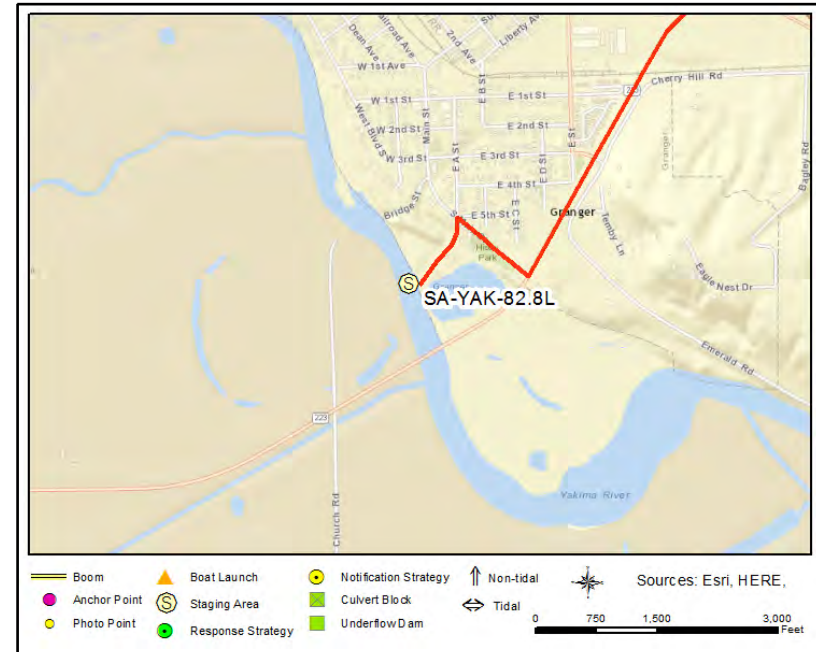 Dean Ave
Railroad Ave
2nd Ave
Liberty Ave
W 1st Ave
E B St
Cherry Hill Rd
223
W 1st St
Main St
E 1st St
West Blvd S
W 2nd St
E 2nd St
E St
Granger
Bagley Rd
W 3rd St
E A St
E 3rd St
E D St
E 4th St
Bridge St
E 5th St
E C St
Granger
Temby Ln
Park
Eagle Nest Dr
S
SA-YAK-82.8L
Emerald Rd
223
Church Rd
Yakima River
Boom
Boat Launch
Notification Strategy
Non-tidal
Sources: Esri, HERE,
Anchor Point
S
Staging Area
Culvert Block
Tidal
Photo Point
Response Strategy
Underflow Dam
0 750 1,500 3,000
Feet